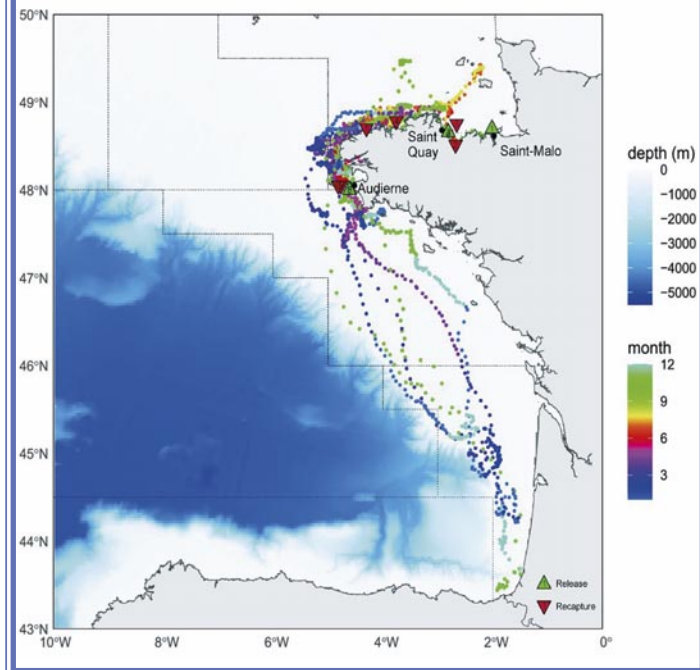 50°N
49°N
48°N
47°N
46°N
45°N
44°N
43°N
10°W
8°W
6°W
4°W
2°W
0°
Saint
Quay
Saint-Malo
Audierne
Release
Recapture
depth (m)
0
−1000
−2000
−3000
−4000
−5000
month
12
9
6
3